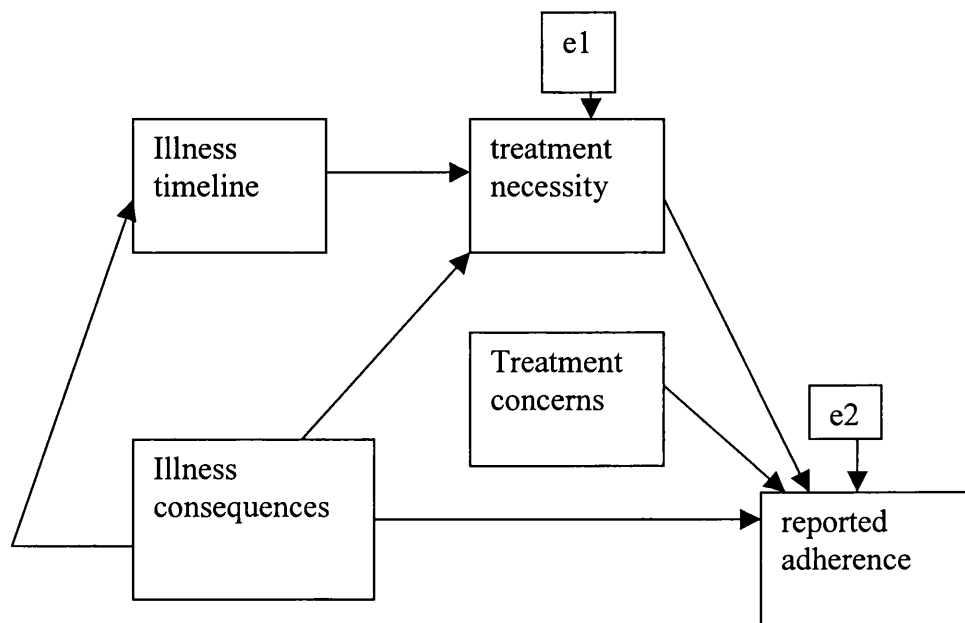 e1
Illness
timeline
treatment
necessity
Treatment
concerns
e2
Illness
consequences
reported
adherence